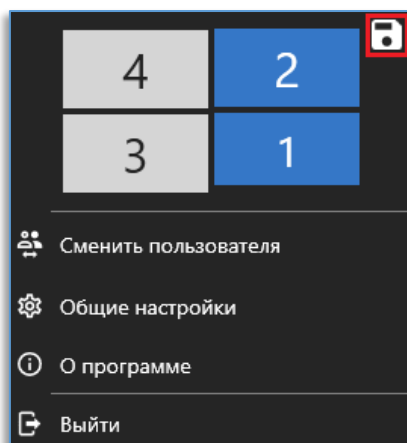 4 2
3 1
Сменить пользователя
Общие настройки
О программе
Выйти